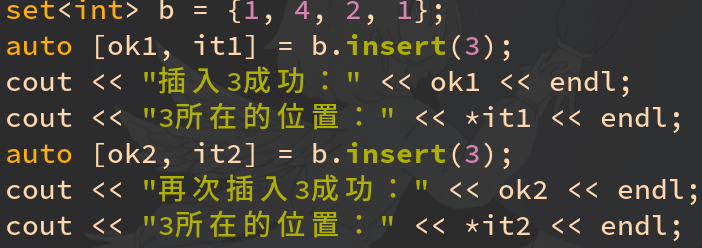 set<int> b = {1, 4, 2, 1};
auto [ok1, it1] = b.insert(3);
cout << "插入3成功：" << ok1 << endl;
cout << "3所在的位置：" << *it1 << endl;
auto [ok2, it2] = b.insert(3);
cout << "再次插入3成功：" << ok2 << endl;
cout << "3所在的位置：" << *it2 << endl;